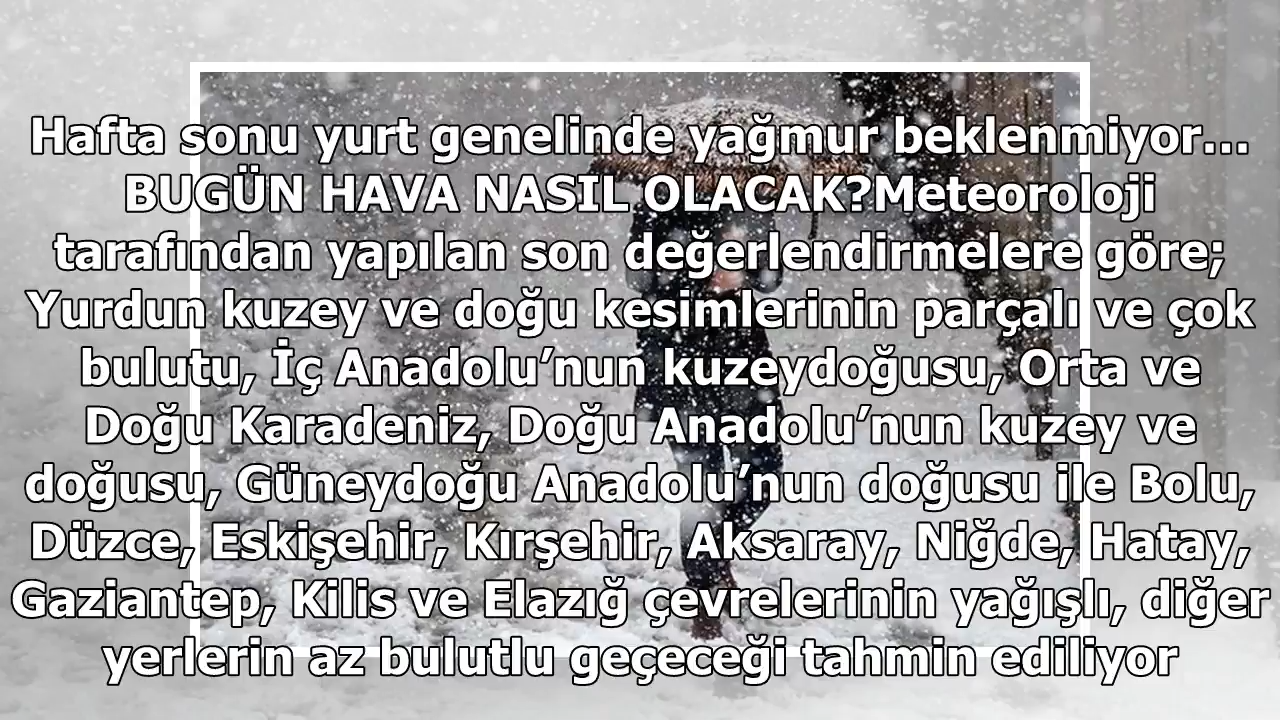 Hafta sonu yurt genelinde yağmur beklenmiyor...
BUGÜN HAVA NASIL OLACAK?Meteoroloji
tarafından yapılan son değerlendirmelere göre;
Yurdun kuzey ve doğu kesimlerinin parçalı ve çok
bulutu, İç Anadolu’nun kuzeydoğusu, Orta ve
Doğu Karadeniz, Doğu Anadolu’nun kuzey ve
doğusu, Güneydoğu Anadolu’nun doğusu ile Bolu,
Düzce, Eskişehir, Kırşehir, Aksaray, Niğde, Hatay,
Gaziantep, Kilis ve Elazığ çevrelerinin yağışlı, diğer
yerlerin az bulutlu geçeceği tahmin ediliyor